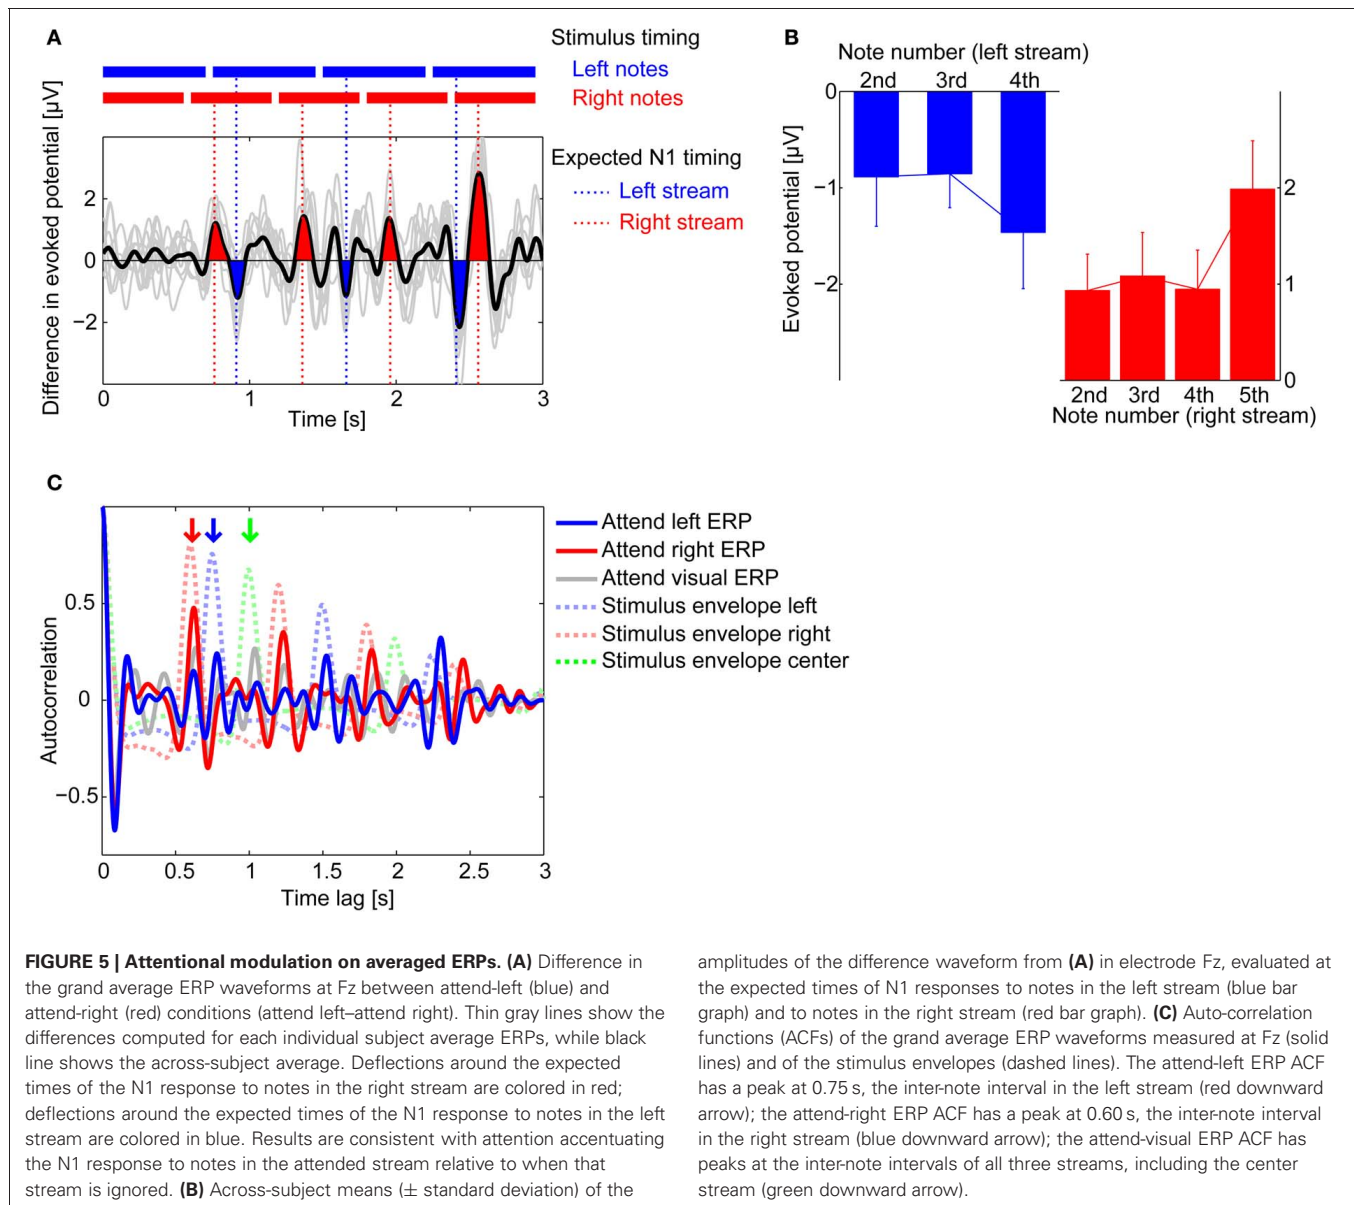 A
Stimulus timing
Left notes
Right notes
Expected N1 timing
Left stream
Right stream
Difference in evoked potential [µV]
2
0
−2
0
1
2
3
Time [s]
B
Note number (left stream)
2nd
3rd
4th
0
−1
−2
Evoked potential [µV]
2
1
0
2nd
3rd
4th
5th
Note number (right stream)
C
Autocorrelation
0.5
0
−0.5
0
0.5
1
1.5
2
2.5
3
Time lag [s]
Attend left ERP
Attend right ERP
Attend visual ERP
Stimulus envelope left
Stimulus envelope right
Stimulus envelope center
FIGURE 5 | Attentional modulation on averaged ERPs. (A) Difference in
the grand average ERP waveforms at Fz between attend-left (blue) and
attend-right (red) conditions (attend left–attend right). Thin gray lines show the
differences computed for each individual subject average ERPs, while black
line shows the across-subject average. Deflections around the expected
times of the N1 response to notes in the right stream are colored in red;
deflections around the expected times of the N1 response to notes in the left
stream are colored in blue. Results are consistent with attention accentuating
the N1 response to notes in the attended stream relative to when that
stream is ignored. (B) Across-subject means (± standard deviation) of the
amplitudes of the difference waveform from (A) in electrode Fz, evaluated at
the expected times of N1 responses to notes in the left stream (blue bar
graph) and to notes in the right stream (red bar graph). (C) Auto-correlation
functions (ACFs) of the grand average ERP waveforms measured at Fz (solid
lines) and of the stimulus envelopes (dashed lines). The attend-left ERP ACF
has a peak at 0.75 s, the inter-note interval in the left stream (red downward
arrow); the attend-right ERP ACF has a peak at 0.60 s, the inter-note interval
in the right stream (blue downward arrow); the attend-visual ERP ACF has
peaks at the inter-note intervals of all three streams, including the center
stream (green downward arrow).